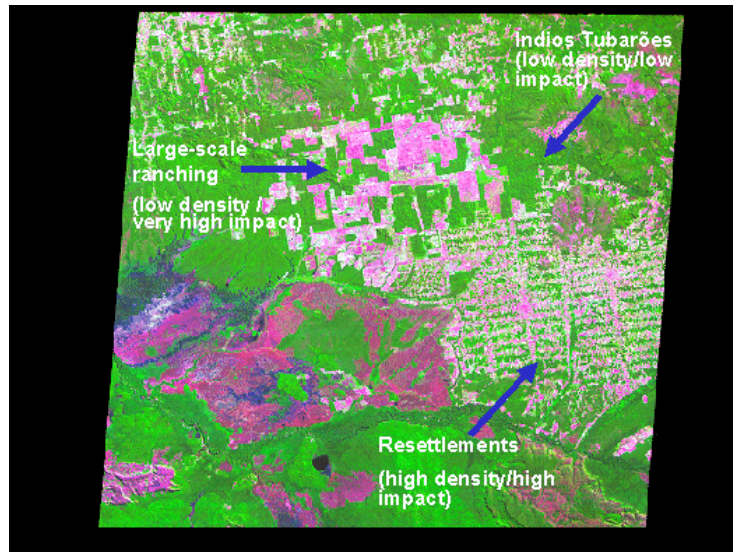 Indios Tubarões
(low density/low
impact)
Large-scale
ranching
(low density /
very high impact)
Resettlements
(high density/high
impact)